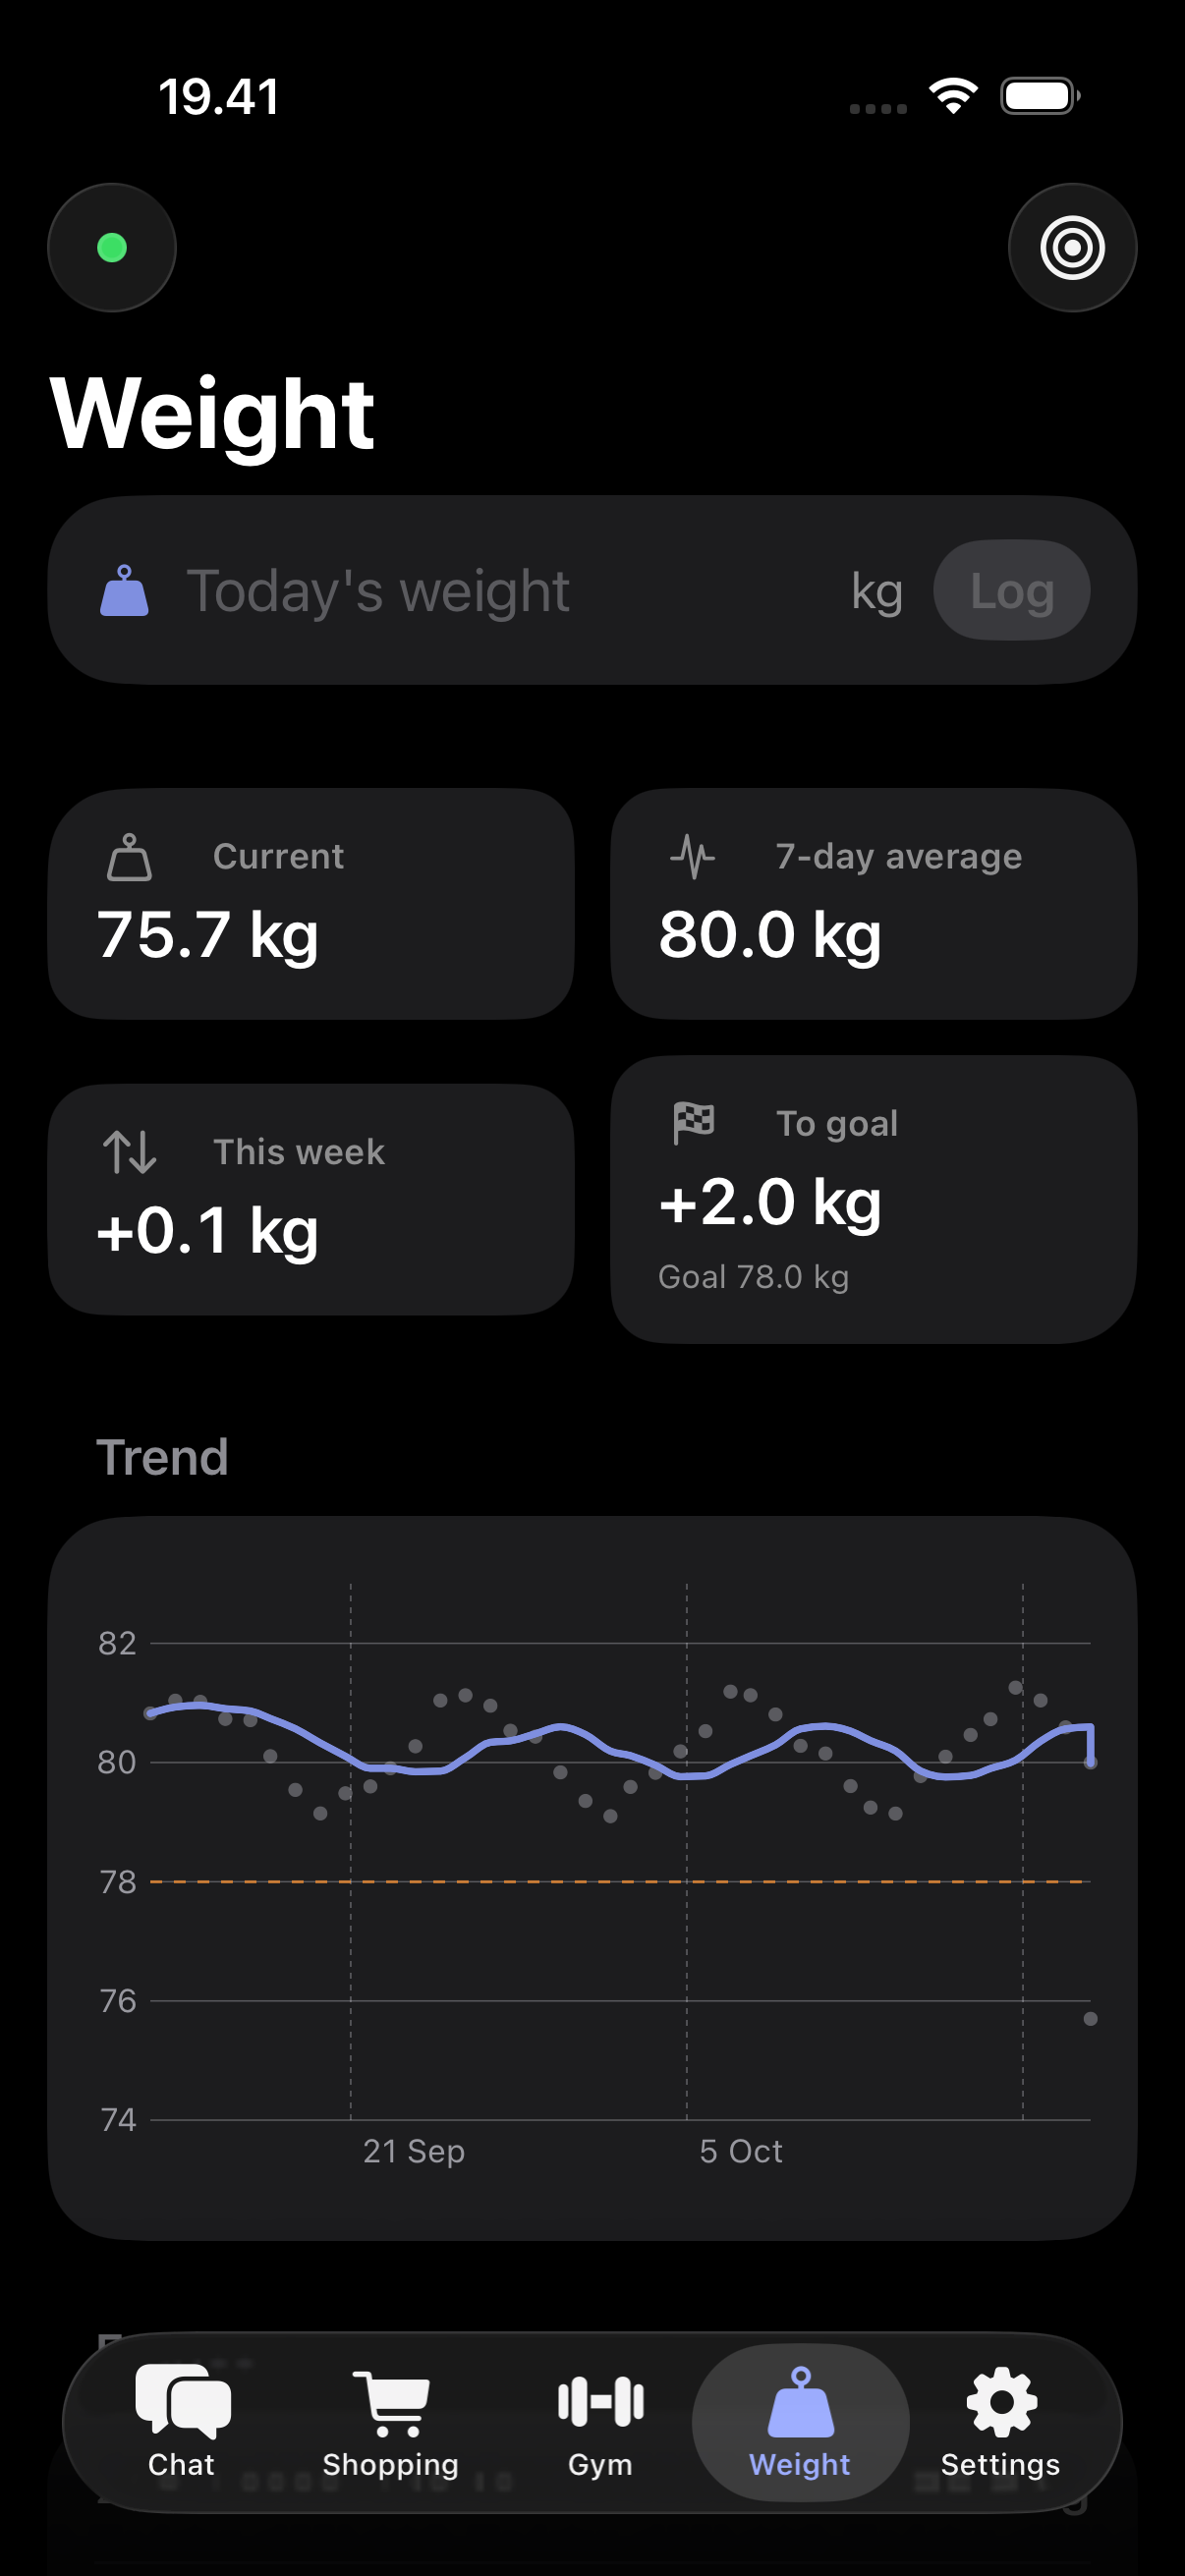 19.41
Weight
Today's weight kg Log
Current
75.7 kg
7-day average
80.0 kg
This week
+0.1 kg
To goal
+2.0 kg
Goal 78.0 kg
Trend
82
80
78
76
74
21 Sep 5 Oct
Chat Shopping Gym Weight Settings